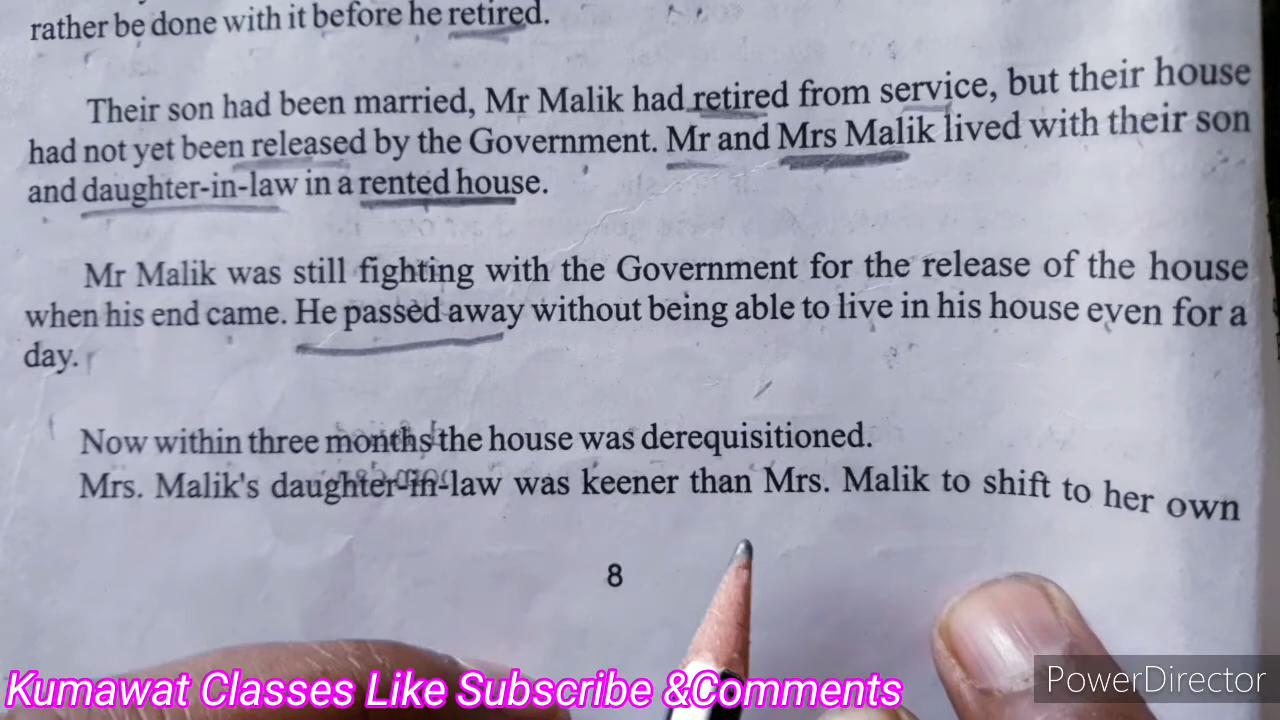 rather be done with it before he retired.
Their son had been married, Mr Malik had retired from service, but their house
had not yet been released by the Government. Mr and Mrs Malik lived with their son
and daughter-in-law in a rented house.
Mr Malik was still fighting with the Government for the release of the house
when his end came. He passed away without being able to live in his house even for a
day.
Now within three months the house was derequisitioned.
Mrs. Malik's daughter-in-law was keener than Mrs. Malik to shift to her own
8
Kumawat Classes Like Subscribe &Comments
PowerDirector